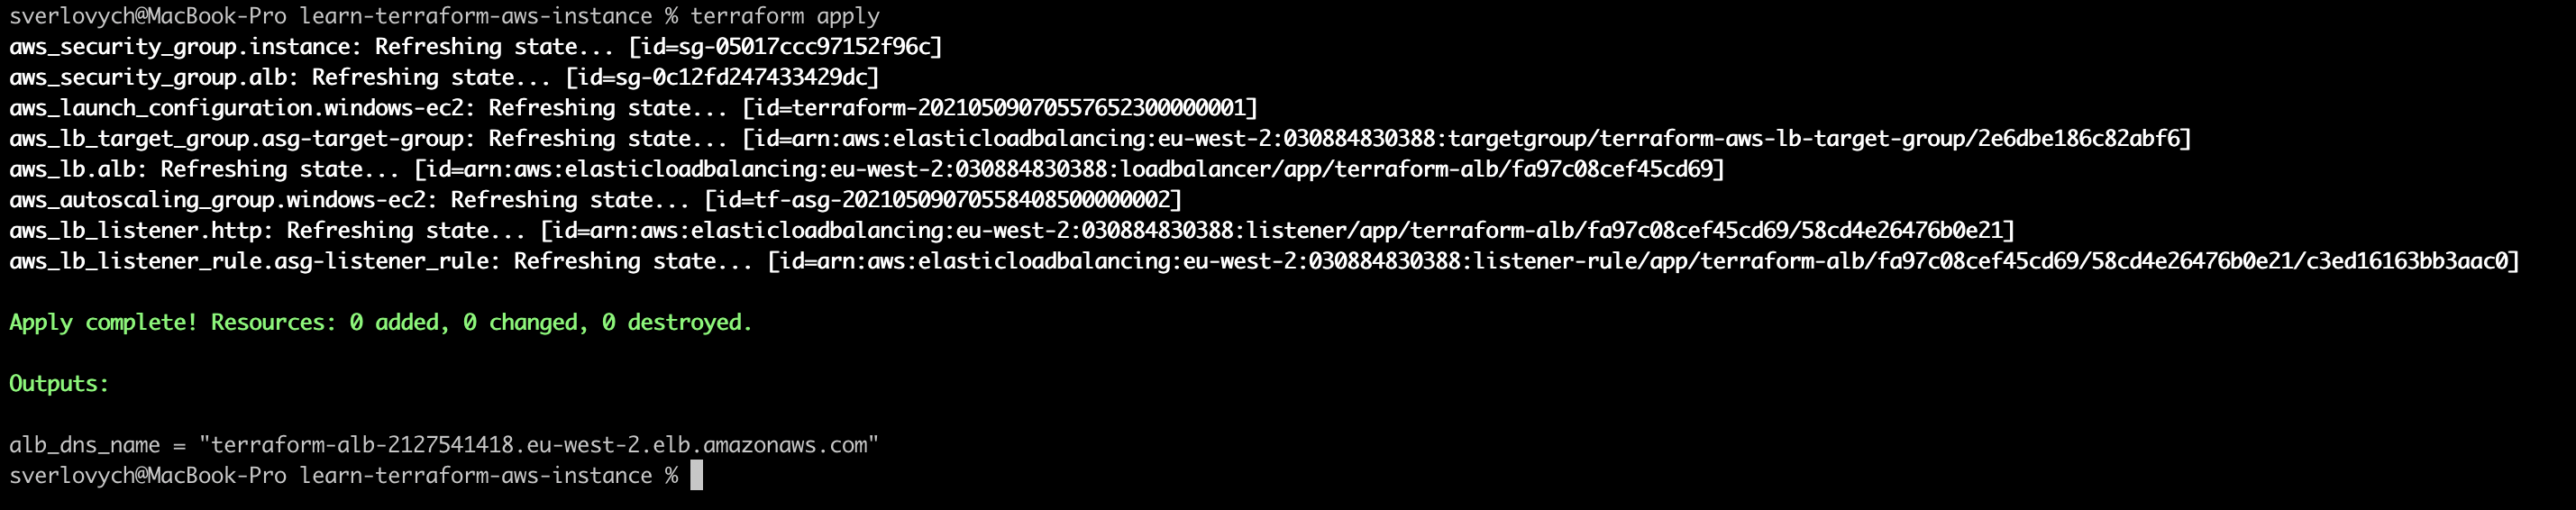 sverlovych@MacBook-Pro learn-terraform-aws-instance % terraform apply
aws_security_group.instance: Refreshing state... [id=sg-05017ccc97152f96c]
aws_security_group.alb: Refreshing state... [id=sg-0c12fd247433429dc]
aws_launch_configuration.windows-ec2: Refreshing state... [id=terraform-20210509070557652300000001]
aws_lb_target_group.asg-target-group: Refreshing state... [id=arn:aws:elasticloadbalancing:eu-west-2:030884830388:targetgroup/terraform-aws-lb-target-group/2e6dbe186c82abf6]
aws_lb.alb: Refreshing state... [id=arn:aws:elasticloadbalancing:eu-west-2:030884830388:loadbalancer/app/terraform-alb/fa97c08cef45cd69]
aws_autoscaling_group.windows-ec2: Refreshing state... [id=tf-asg-20210509070558408500000002]
aws_lb_listener.http: Refreshing state... [id=arn:aws:elasticloadbalancing:eu-west-2:030884830388:listener/app/terraform-alb/fa97c08cef45cd69/58cd4e26476b0e21]
aws_lb_listener_rule.asg-listener_rule: Refreshing state... [id=arn:aws:elasticloadbalancing:eu-west-2:030884830388:listener-rule/app/terraform-alb/fa97c08cef45cd69/58cd4e26476b0e21/c3ed16163bb3aac0]
Apply complete! Resources: 0 added, 0 changed, 0 destroyed.
Outputs:
alb_dns_name = "terraform-alb-2127541418.eu-west-2.elb.amazonaws.com"
sverlovych@MacBook-Pro learn-terraform-aws-instance %